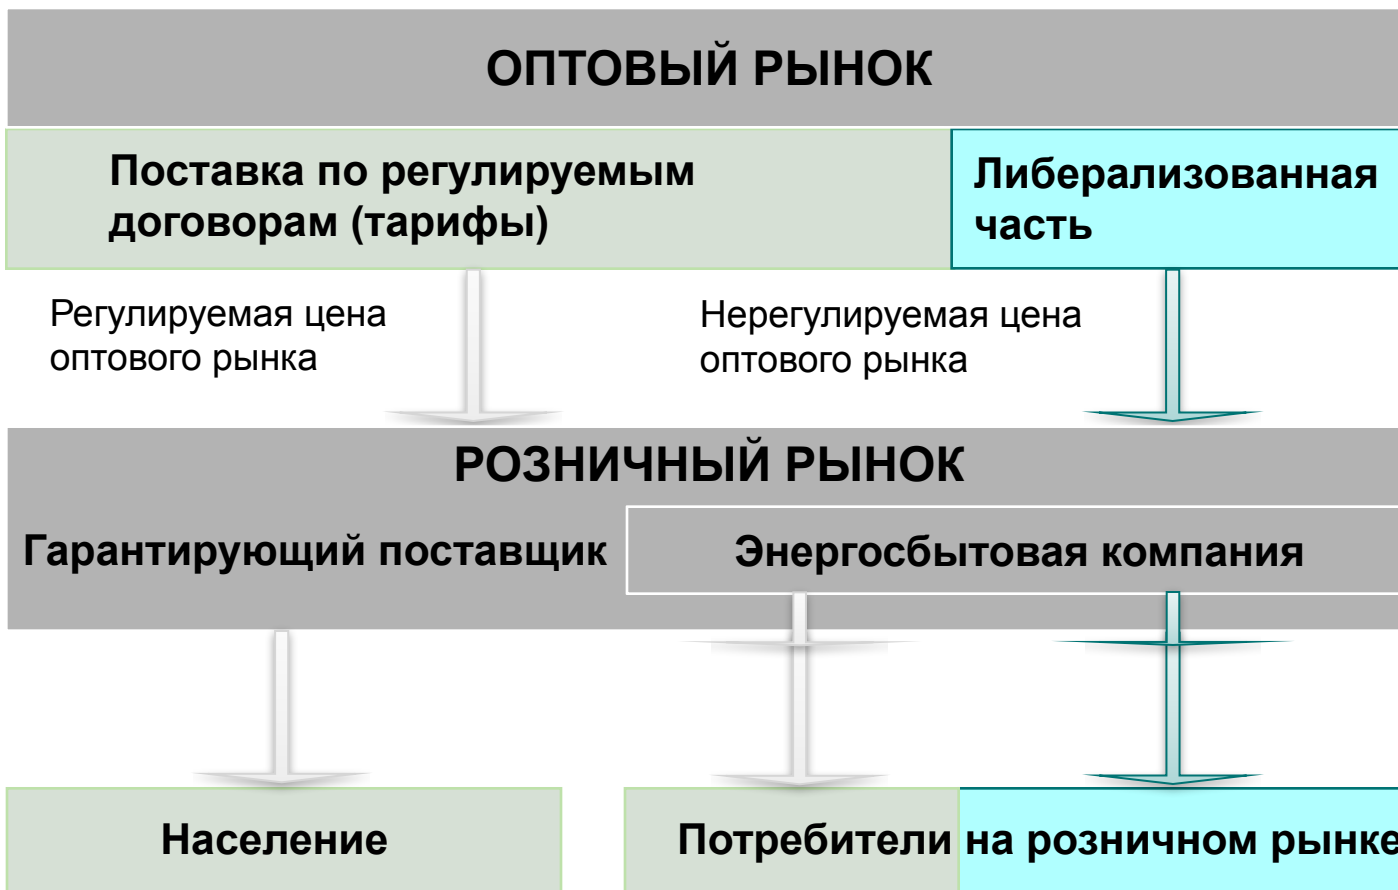 ОПТОВЫЙ РЫНОК
Поставка по регулируемым
договорам (тарифы)
Либерализованная
часть
Регулируемая цена
оптового рынка
Нерегулируемая цена
оптового рынка
РОЗНИЧНЫЙ РЫНОК
Гарантирующий поставщик
Энергосбытовая компания
Население
Потребители на розничном рынке